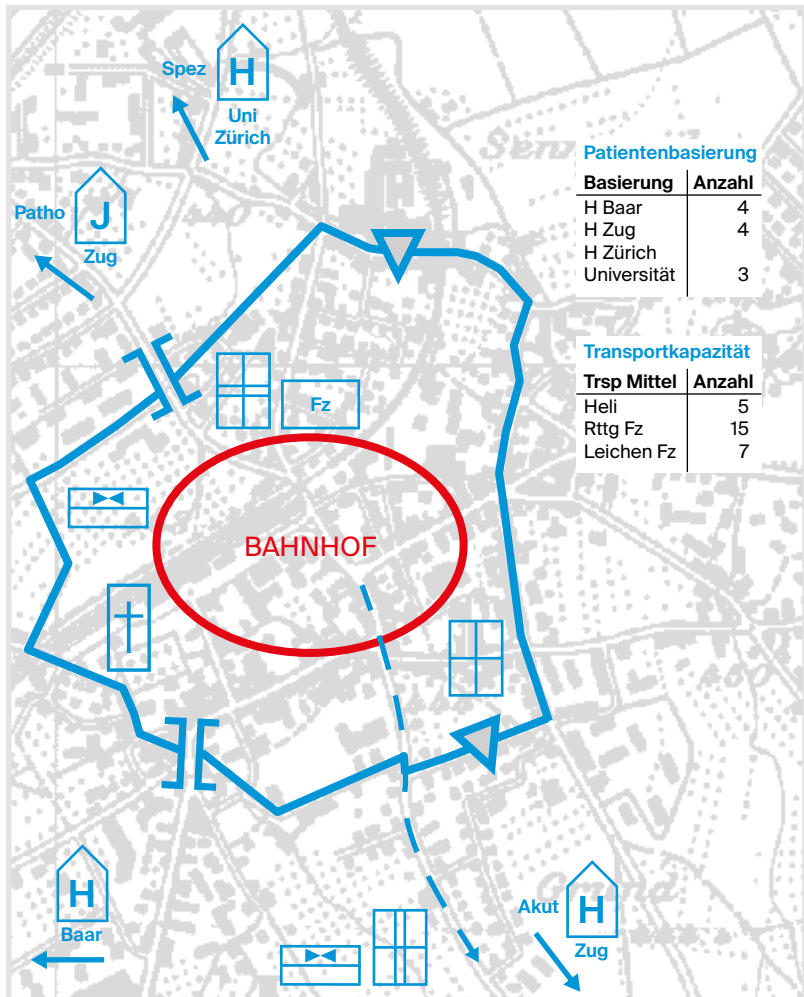 Spez
H
Uni
Zürich
Patho
J
Zug
Patientenbasierung
Basierung Anzahl
H Baar 4
H Zug 4
H Zürich
Universität 3
Transportkapazität
Trsp Mittel Anzahl
Heli 5
Rttg Fz 15
Leichen Fz 7
Fz
BAHNHOF
H
Baar
Akut
H
Zug